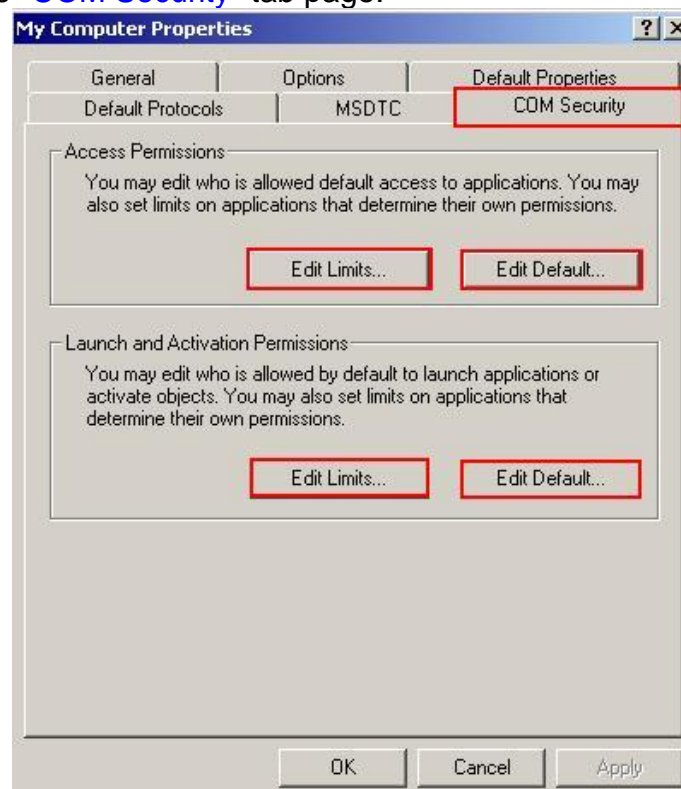 "COM Security" tab page.
My Computer Properties ? X
General Options Default Properties
Default Protocols MSDTC COM Security
Access Permissions
You may edit who is allowed default access to applications. You may
also set limits on applications that determine their own permissions.
Edit Limits... Edit Default...
Launch and Activation Permissions
You may edit who is allowed by default to launch applications or
activate objects. You may also set limits on applications that
determine their own permissions.
Edit Limits... Edit Default...
OK Cancel Apply